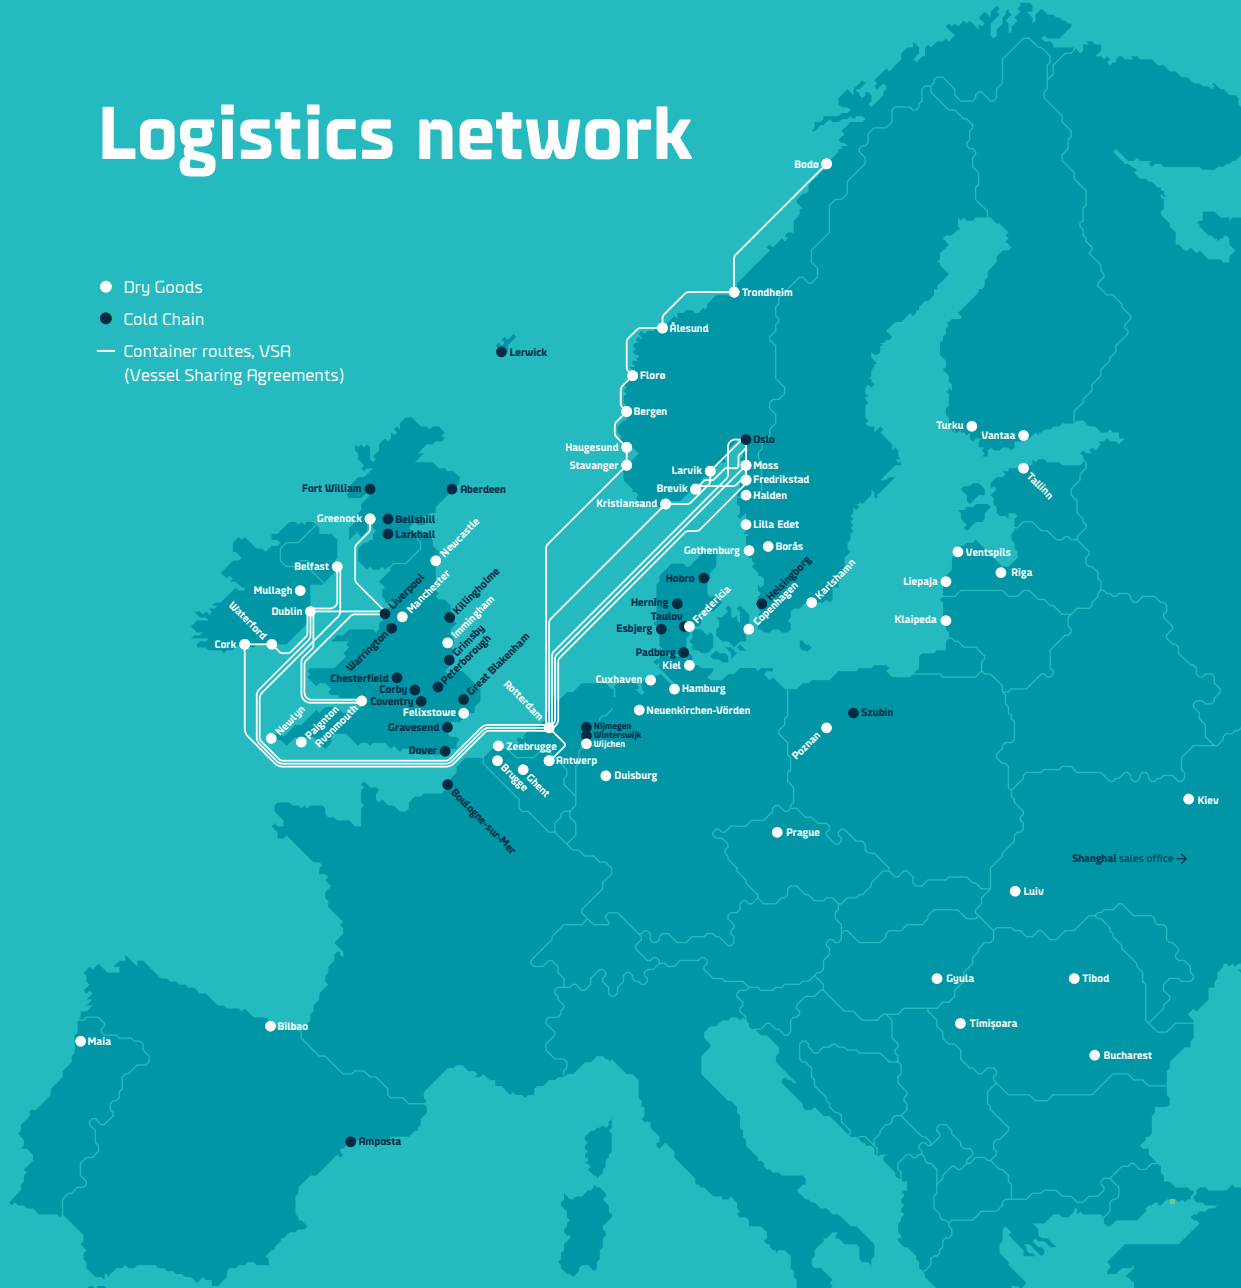 Logistics network
Dry Goods
Cold Chain
Container routes, VSA
(Vessel Sharing Agreements)
Bodø
Trondheim
Ålesund
Lerwick
Florø
Bergen
Haugesund
Stavanger
Oslo
Larvik
Moss
Brevik
Fredrikstad
Kristiansand
Halden
Lilla Edet
Gothenburg
Borås
Turku
Vantaa
Tallinn
Ventspils
Riga
Liepaja
Klaipeda
Fort William
Aberdeen
Greenock
Bellshill
Larkhall
Newcastle
Belfast
Mullagh
Dublin
Waterford
Cork
Liverpool
Manchester
Warrington
Killingholme
Immingham
Grimsby
Peterborough
Great Blakenham
Chesterfield
Corby
Coventry
Felixstowe
Gravesend
Dover
Newlyn
Paignton
Avonmouth
Hobro
Herning
Taulov
Fredericia
Esbjerg
Padborg
Kiel
Helsingborg
Copenhagen
Karlshamn
Cuxhaven
Hamburg
Neuenkirchen-Vörden
Rotterdam
Nijmegen
Winterswijk
Wijchen
Zeebrugge
Brugge
Ghent
Antwerp
Duisburg
Boulogne-sur-Mer
Szubin
Poznan
Prague
Kiev
Shanghai sales office →
Luiv
Gyula
Tibod
Timişoara
Bucharest
Bilbao
Maia
Amposta